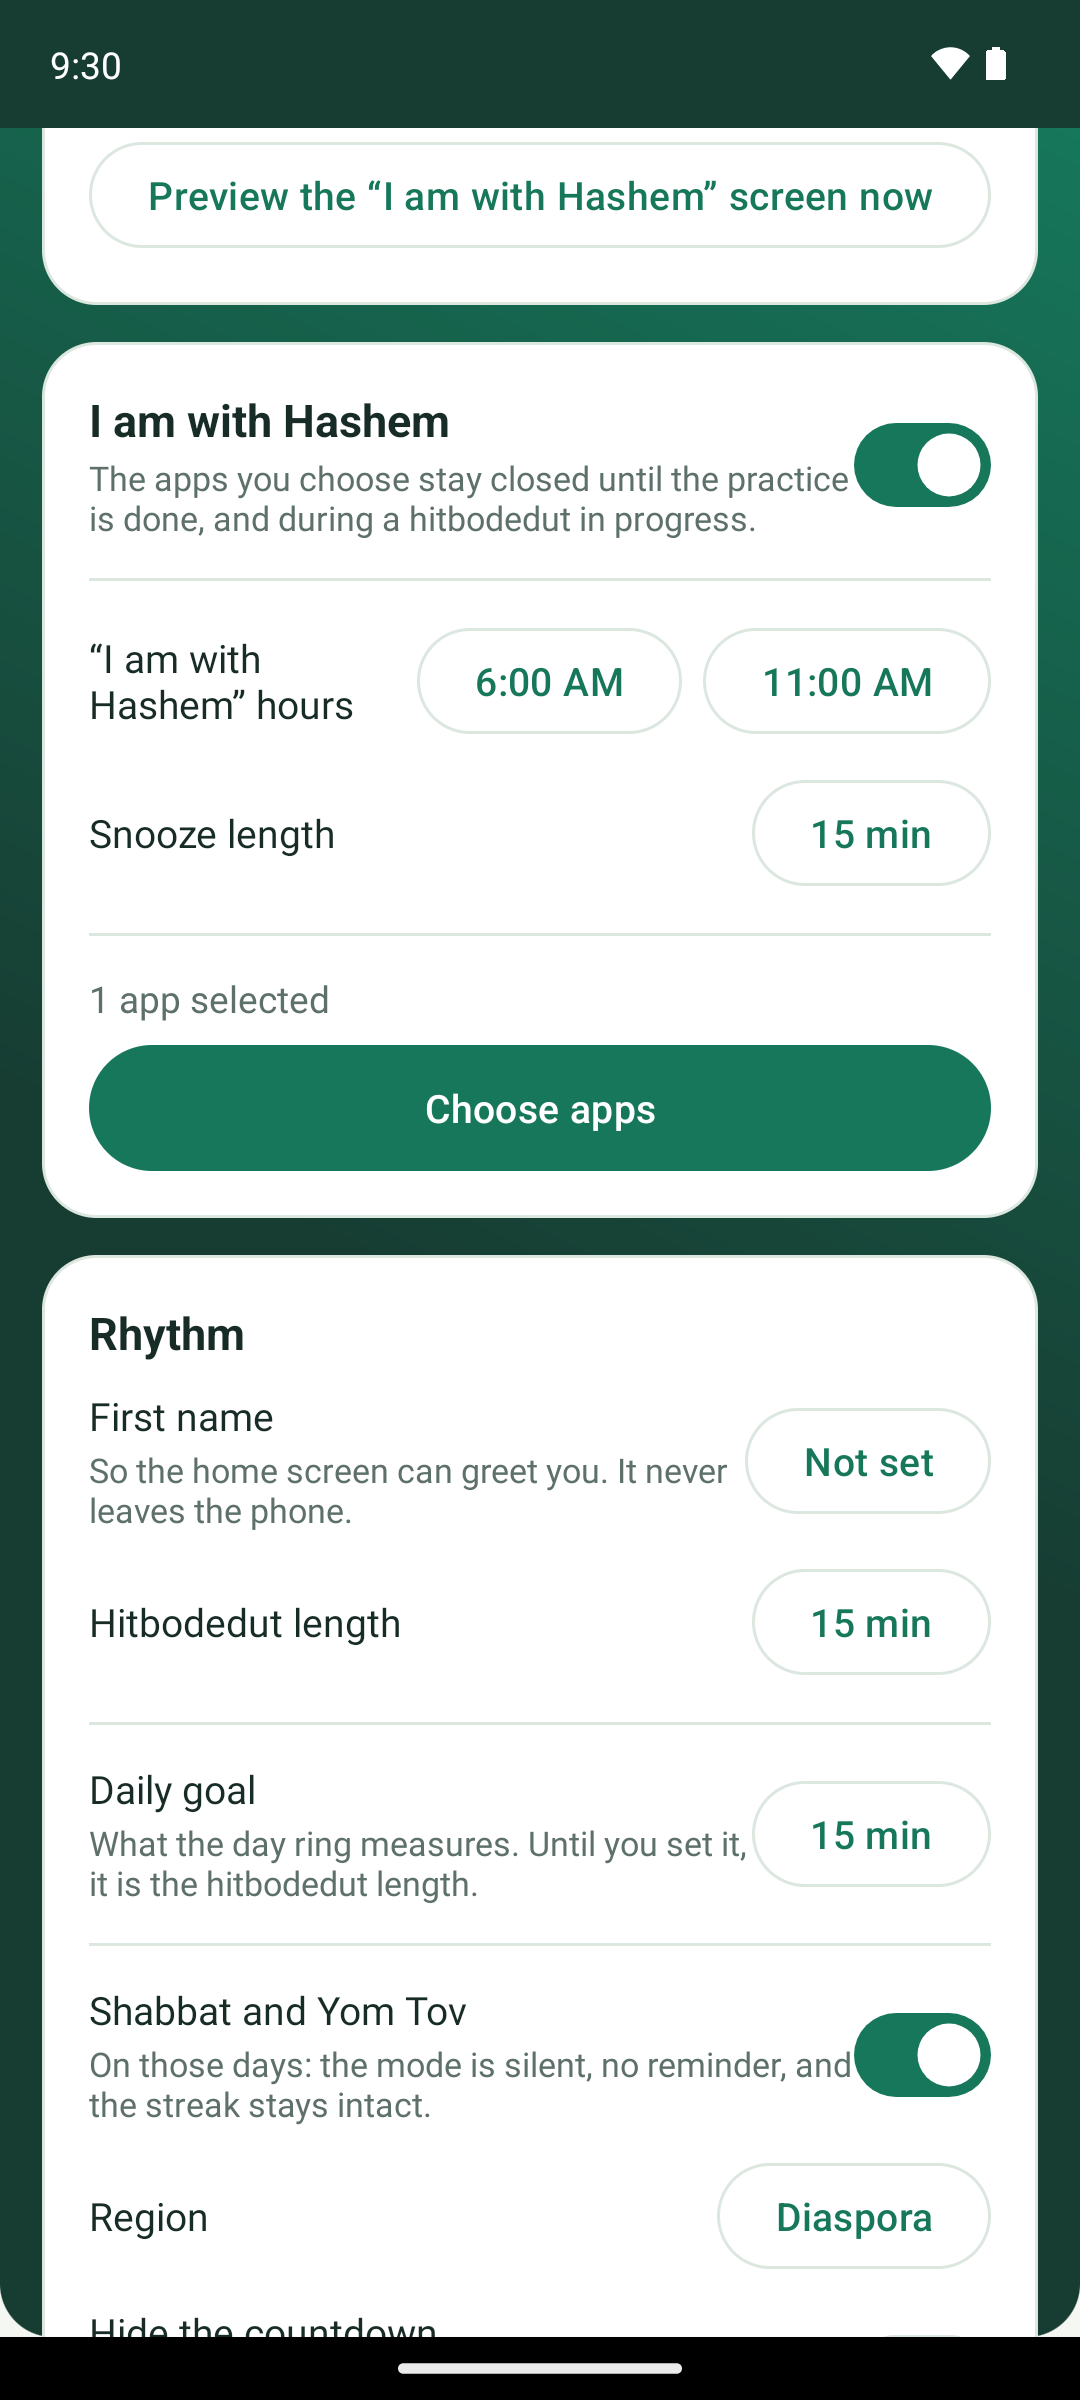 9:30
Preview the “I am with Hashem” screen now
I am with Hashem
The apps you choose stay closed until the practice
is done, and during a hitbodedut in progress.
“I am with
Hashem” hours
6:00 AM
11:00 AM
Snooze length
15 min
1 app selected
Choose apps
Rhythm
First name
So the home screen can greet you. It never
leaves the phone.
Not set
Hitbodedut length
15 min
Daily goal
What the day ring measures. Until you set it,
it is the hitbodedut length.
15 min
Shabbat and Yom Tov
On those days: the mode is silent, no reminder, and
the streak stays intact.
Region
Diaspora
Hide the countdown